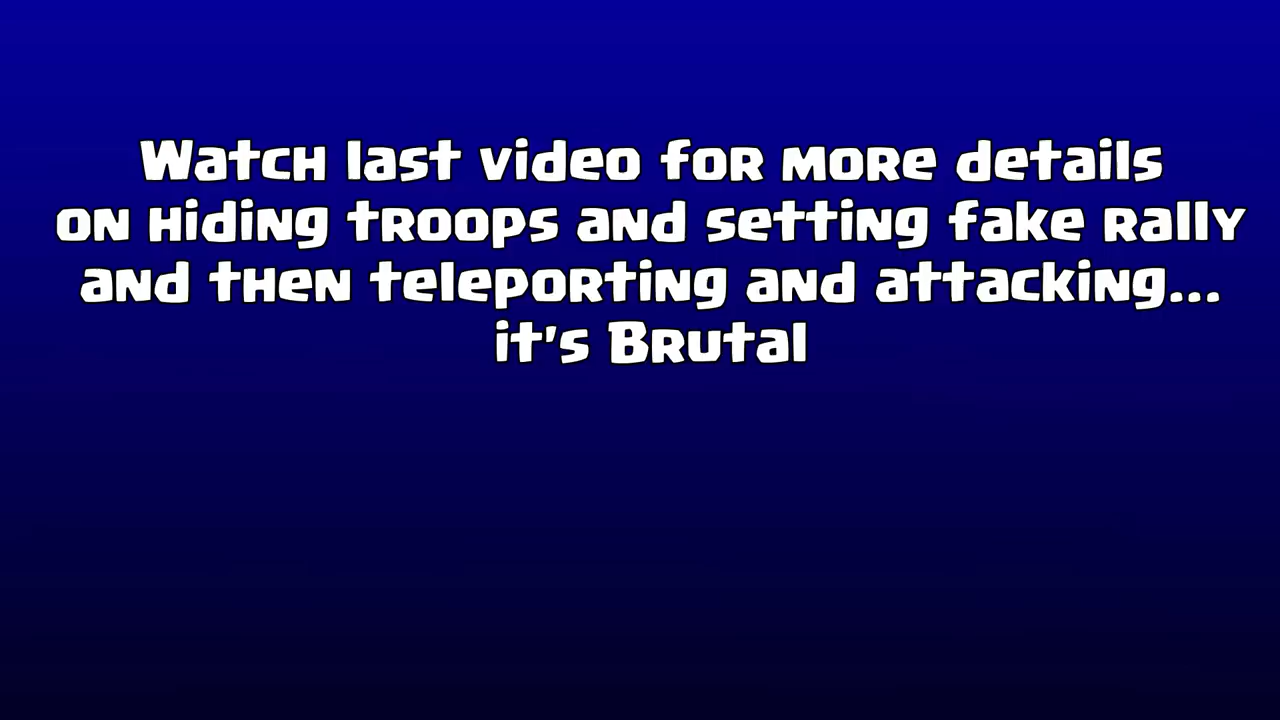 Watch last video for more details
on hiding troops and setting fake rally
and then teleporting and attacking...
it's Brutal